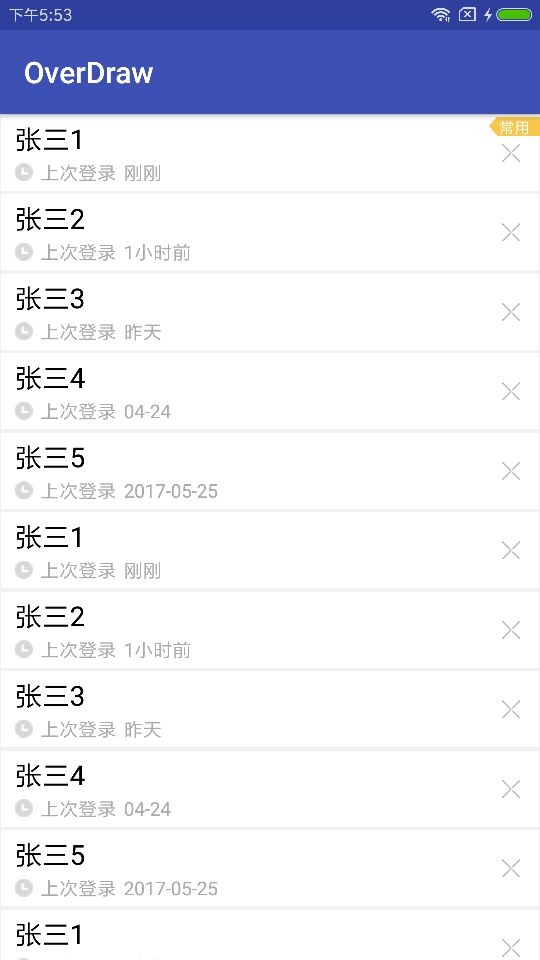 下午5:53
OverDraw
常用
张三1
上次登录 刚刚
张三2
上次登录 1小时前
张三3
上次登录 昨天
张三4
上次登录 04-24
张三5
上次登录 2017-05-25
张三1
上次登录 刚刚
张三2
上次登录 1小时前
张三3
上次登录 昨天
张三4
上次登录 04-24
张三5
上次登录 2017-05-25
张三1